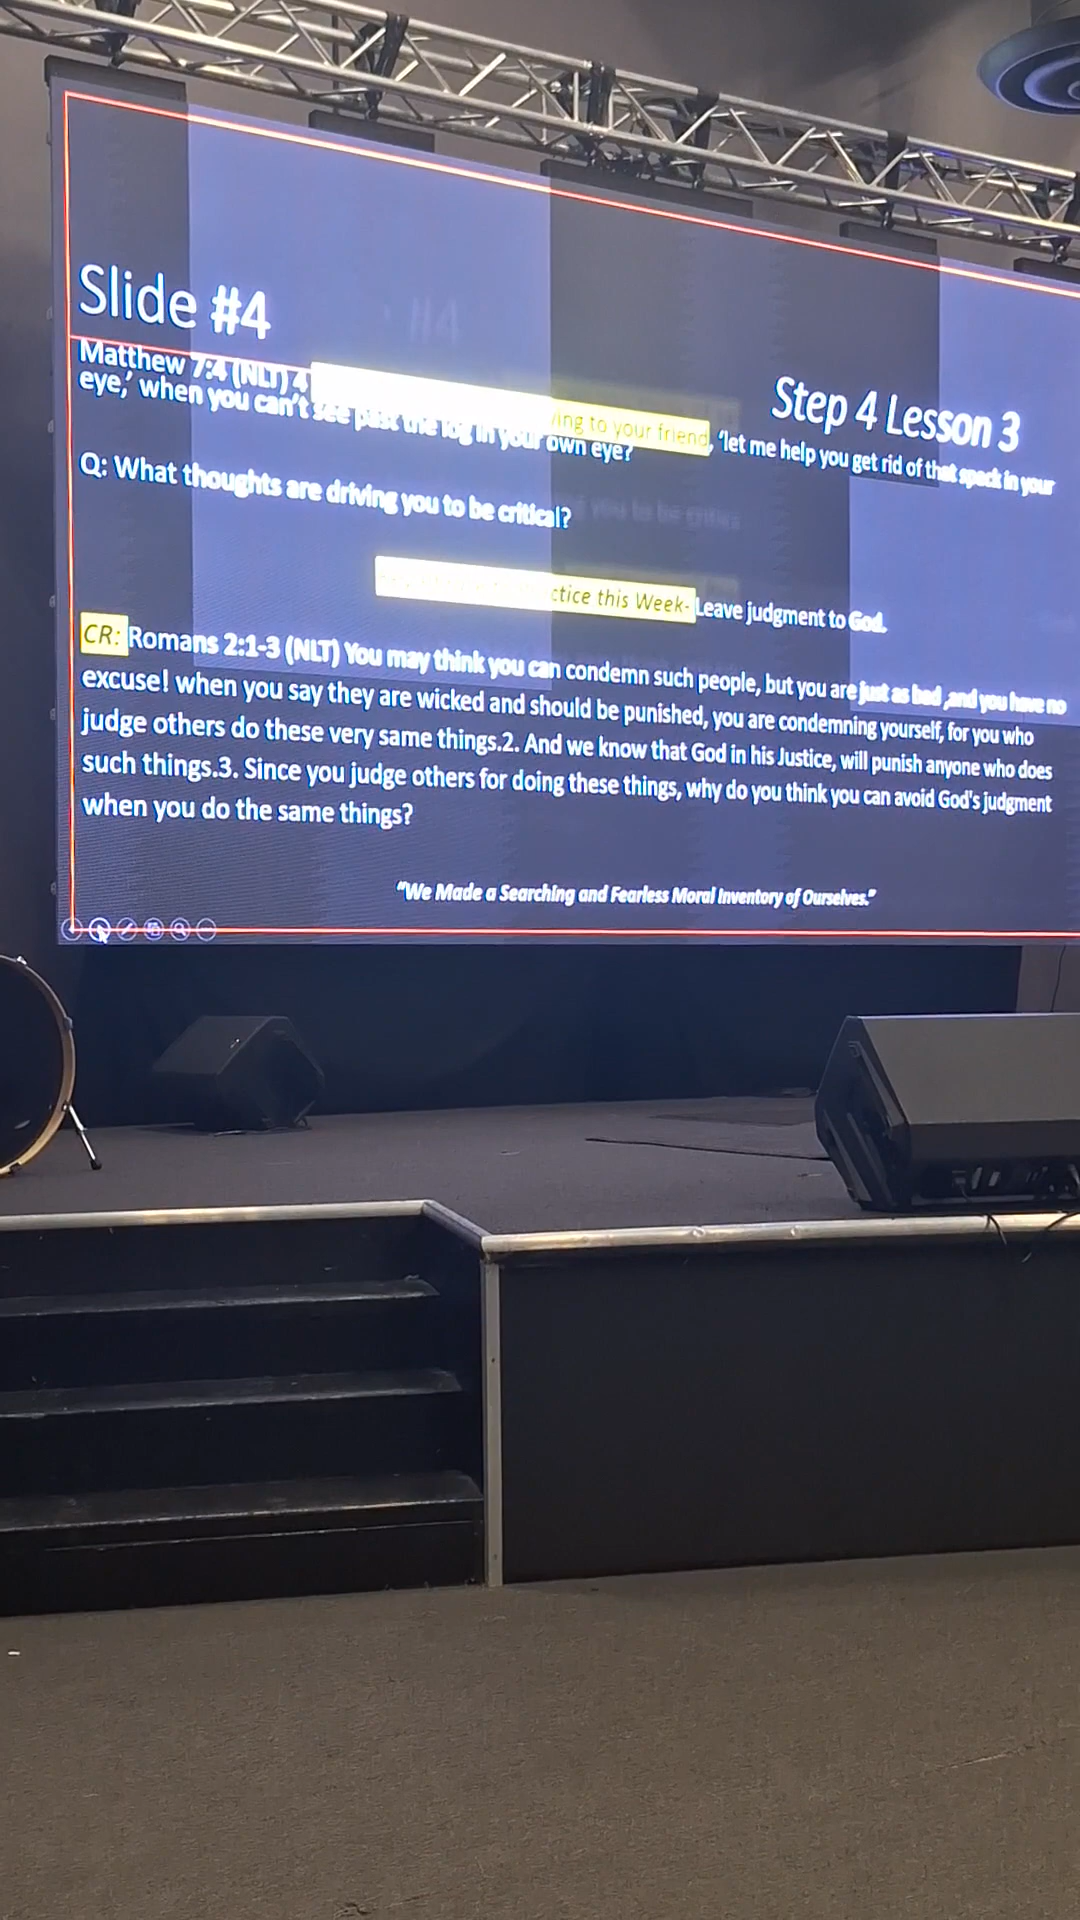 Slide #4
Step 4 Lesson 3
Matthew 7:4 (NLT) 4 ying to your friend, ‘let me help you get rid of that speck in your
eye,’ when you can’t see past the log in your own eye?
Q: What thoughts are driving you to be critical?
this Week- Leave judgment to God.
CR: Romans 2:1-3 (NLT) You may think you can condemn such people, but you are just as bad ,and you have no
excuse! when you say they are wicked and should be punished, you are condemning yourself, for you who
judge others do these very same things.2. And we know that God in his Justice, will punish anyone who does
such things.3. Since you judge others for doing these things, why do you think you can avoid God's judgment
when you do the same things?
“We Made a Searching and Fearless Moral Inventory of Ourselves.”